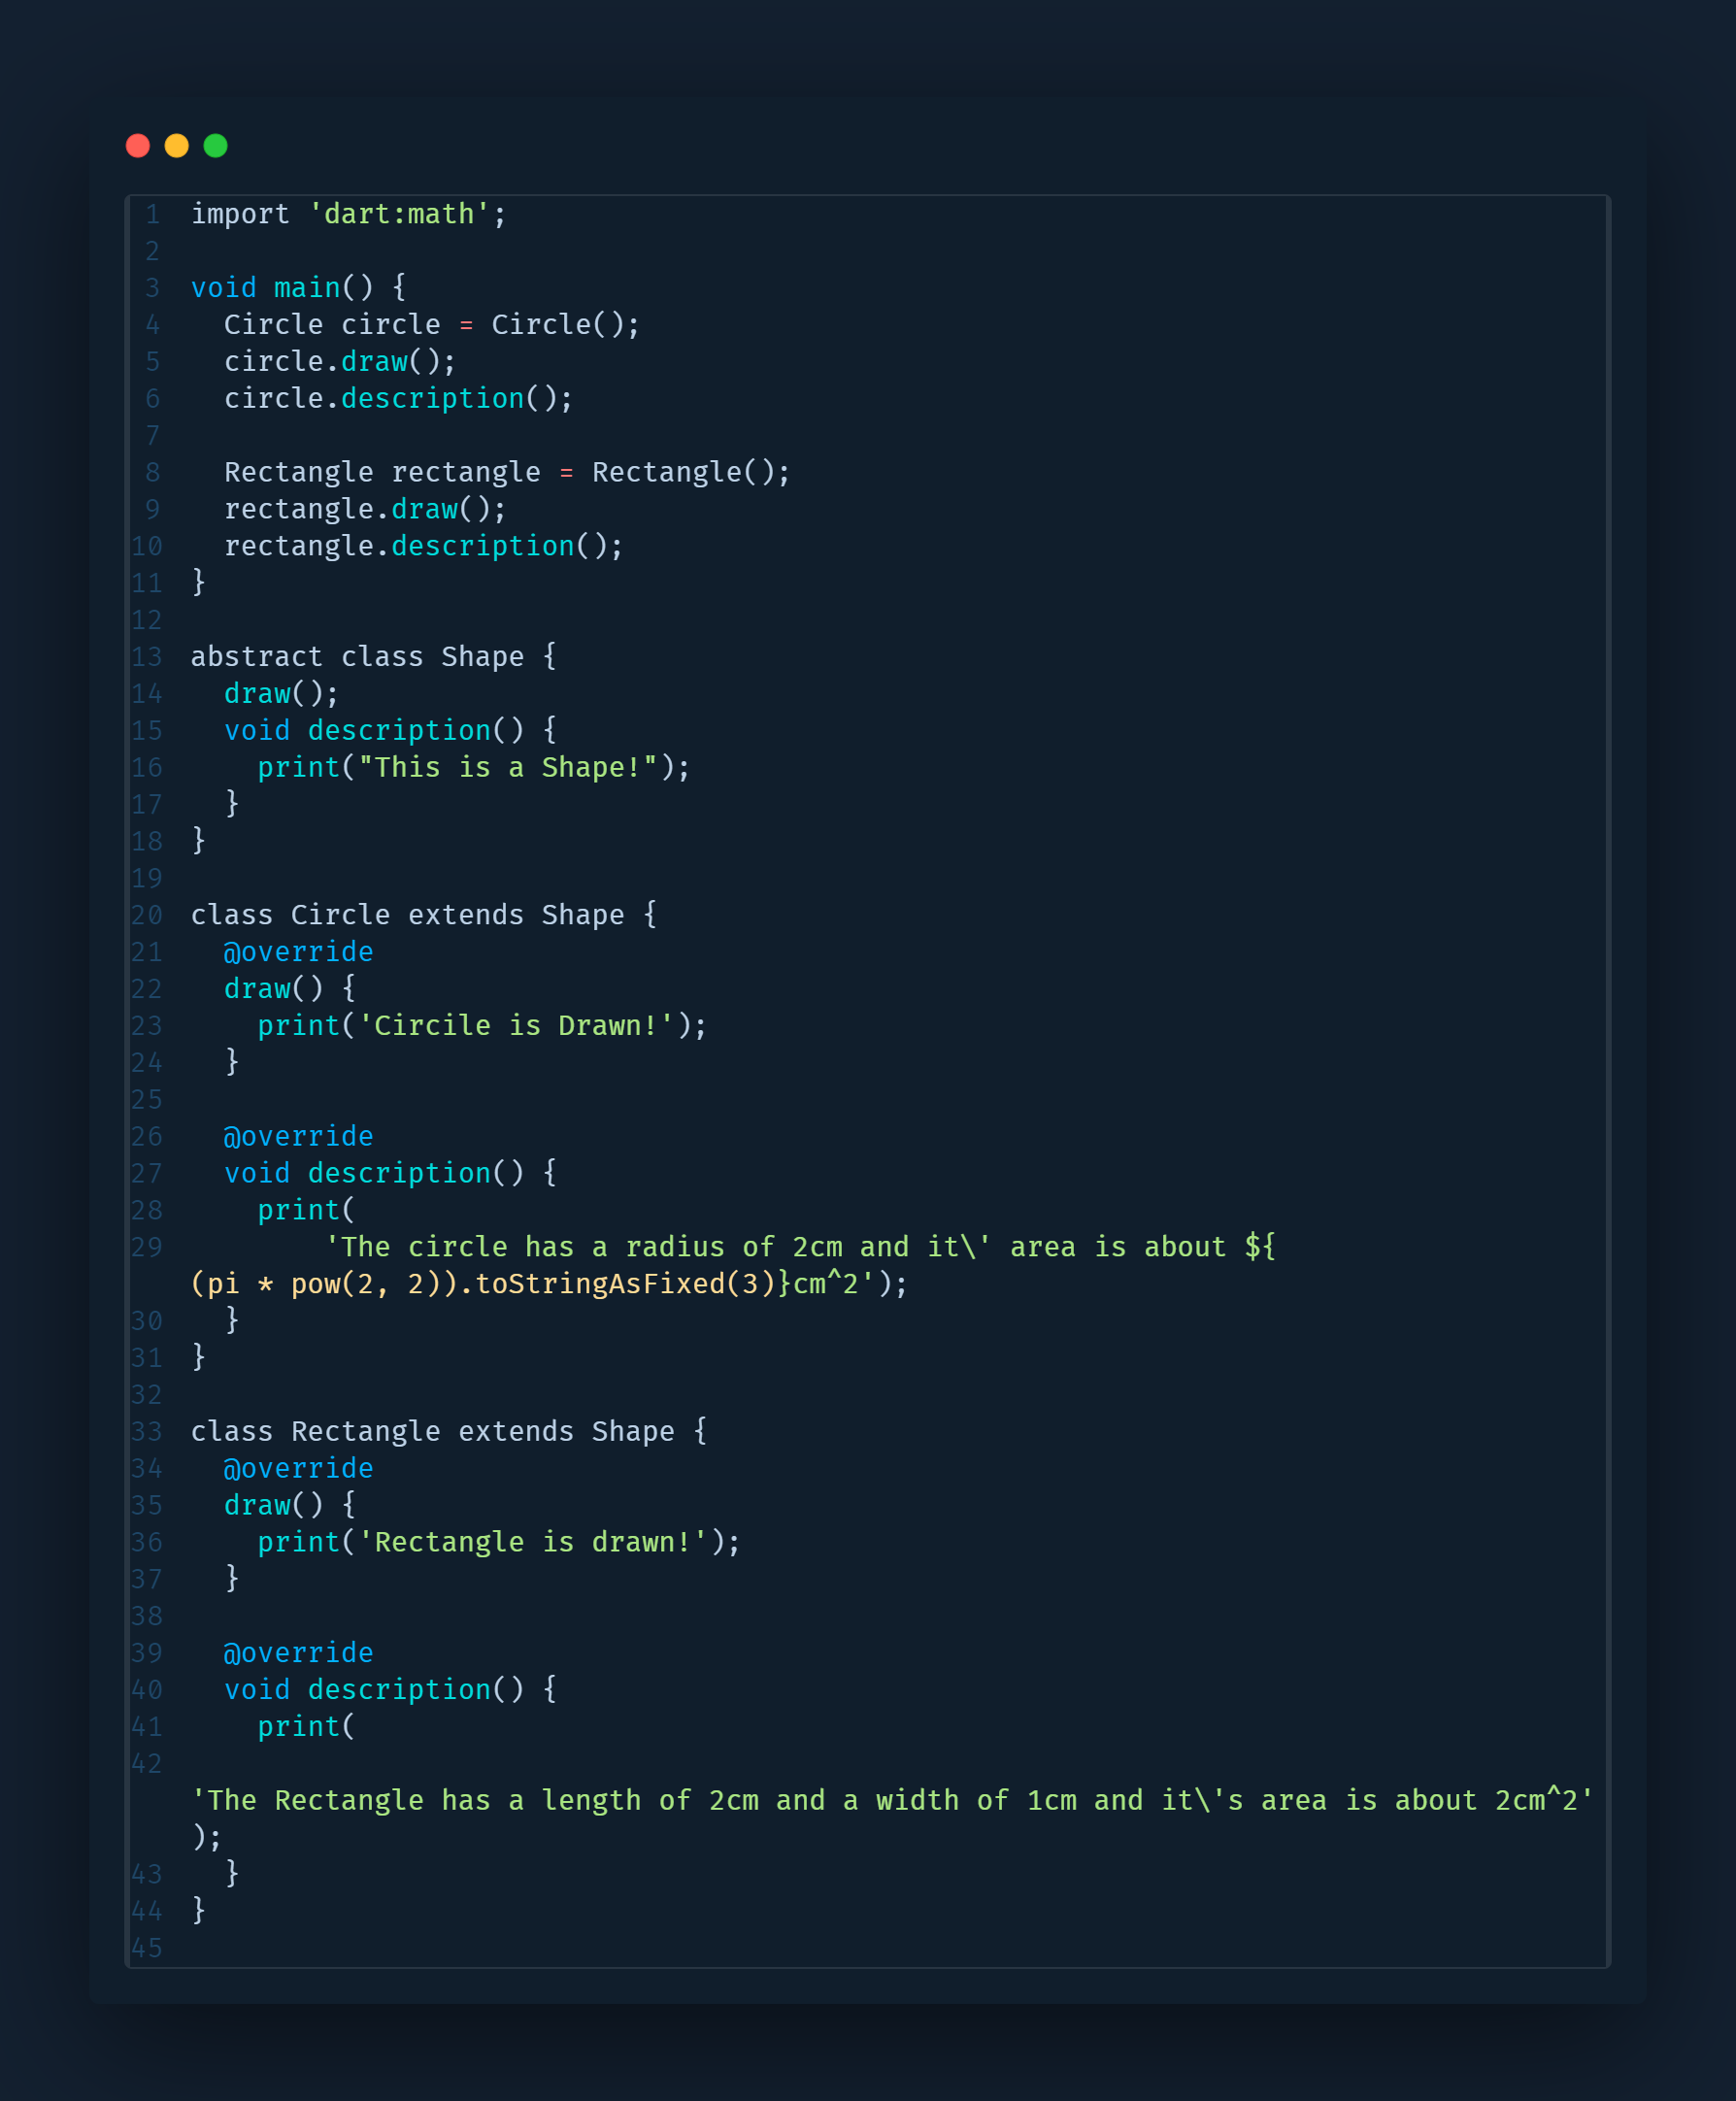 1 import 'dart:math';
2
3 void main() {
4   Circle circle = Circle();
5   circle.draw();
6   circle.description();
7
8   Rectangle rectangle = Rectangle();
9   rectangle.draw();
10   rectangle.description();
11 }
12
13 abstract class Shape {
14   draw();
15   void description() {
16     print("This is a Shape!");
17   }
18 }
19
20 class Circle extends Shape {
21   @override
22   draw() {
23     print('Circile is Drawn!');
24   }
25
26   @override
27   void description() {
28     print(
29         'The circle has a radius of 2cm and it\' area is about ${
(pi * pow(2, 2)).toStringAsFixed(3)}cm^2');
30   }
31 }
32
33 class Rectangle extends Shape {
34   @override
35   draw() {
36     print('Rectangle is drawn!');
37   }
38
39   @override
40   void description() {
41     print(
42
'The Rectangle has a length of 2cm and a width of 1cm and it\'s area is about 2cm^2'
);
43   }
44 }
45